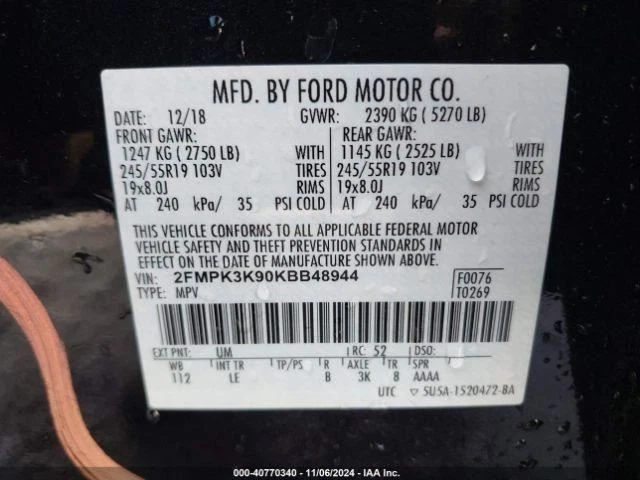 MFD. BY FORD MOTOR CO.
DATE: 12/18 GVWR: 2390 KG ( 5270 LB)
FRONT GAWR: REAR GAWR:
1247 KG ( 2750 LB) WITH 1145 KG ( 2525 LB) WITH
245/55R19 103V TIRES 245/55R19 103V TIRES
19x8.0J RIMS 19x8.0J RIMS
AT 240 kPa/ 35 PSI COLD AT 240 kPa/ 35 PSI COLD
THIS VEHICLE CONFORMS TO ALL APPLICABLE FEDERAL MOTOR
VEHICLE SAFETY AND THEFT PREVENTION STANDARDS IN
EFFECT ON THE DATE OF MANUFACTURE SHOWN ABOVE.
VIN: 2FMPK3K90KBB48944 F0076
TYPE: MPV T0269
EXT PNT: UM RC: 52 DSO:
WB INT TR TP/PS R AXLE TR SPR
112 LE B 3K 8 AAAA
UTC ▽ SU5A-1520472-BA
000-40770340 - 11/06/2024 - IAA Inc.